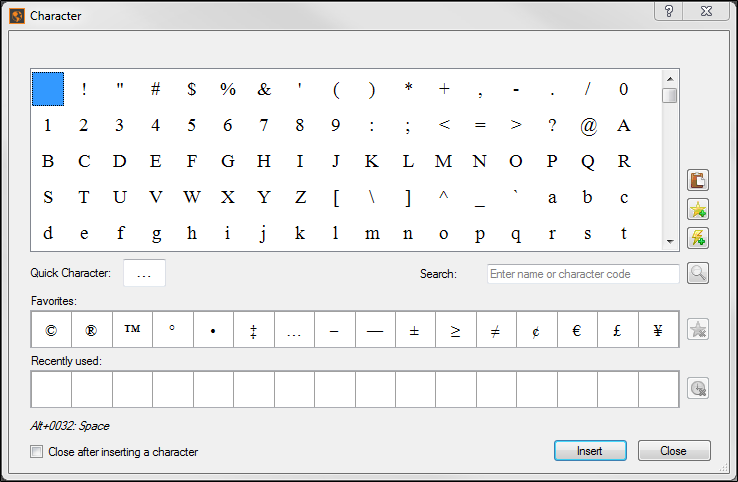 Character
! " # $ % & ' ( ) * + , - . / 0
1 2 3 4 5 6 7 8 9 : ; < = > ? @ A
B C D E F G H I J K L M N O P Q R
S T U V W X Y Z [ \ ] ^ _ ` a b c
d e f g h i j k l m n o p q r s t
Quick Character: … Search: Enter name or character code
Favorites:
© ® ™ ° • ‡ … – — ± ≥ ≠ ¢ € £ ¥
Recently used:
Alt+0032: Space
Close after inserting a character Insert Close